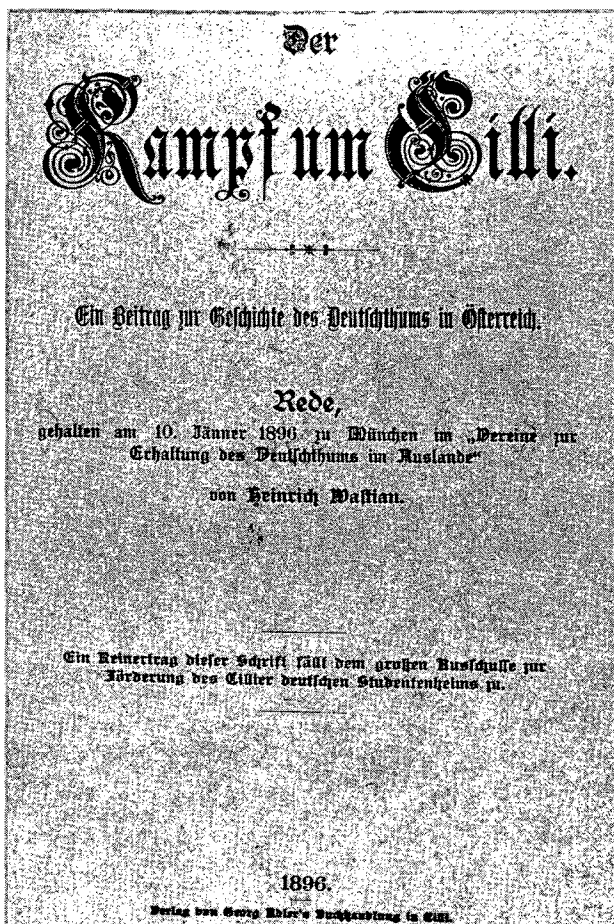 Der
Kampf um Cilli.
Ein Beitrag zur Geschichte des Deutschthums in Österreich.
Rede,
gehalten am 10. Jänner 1896 zu München im „Vereine zur
Erhaltung des Deutschthums im Auslande“
von Heinrich Wastian.
Ein Reinertrag dieser Schrift fällt dem großen Ausschusse zur
Förderung des Cillier deutschen Studentenheims zu.
1896.
Verlag von Georg Adler's Buchhandlung in Cilli.